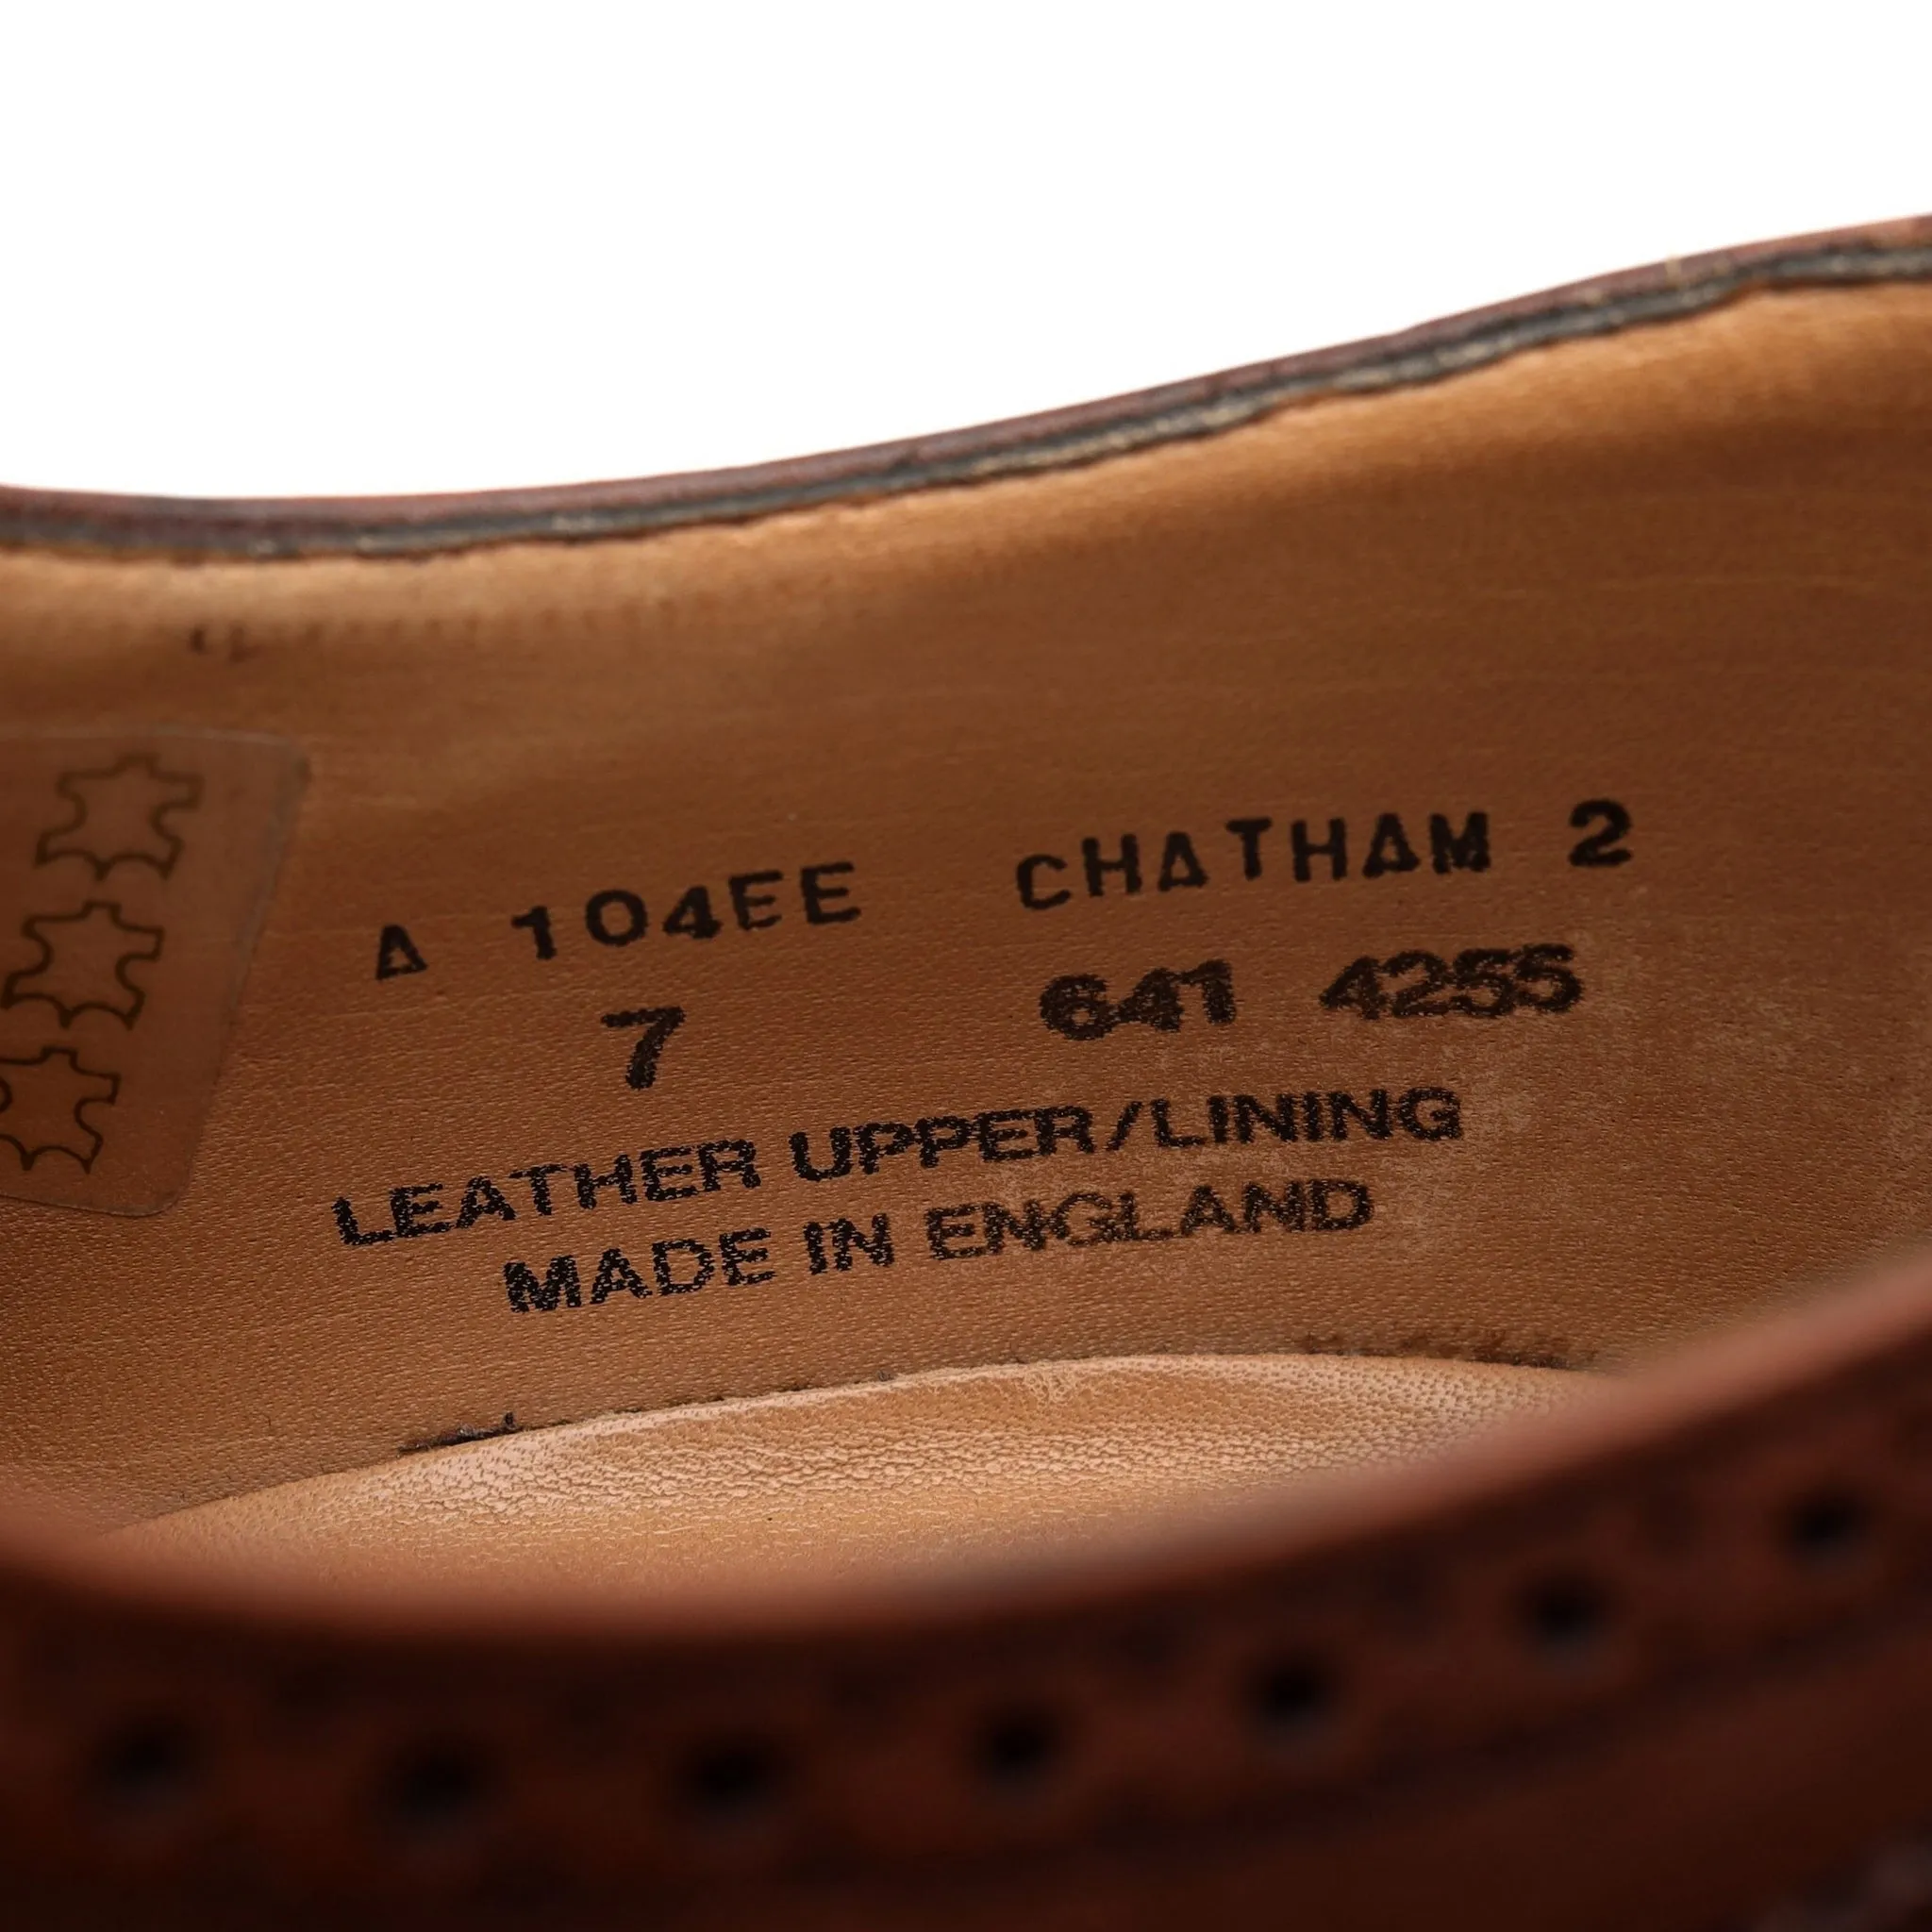 A 104EE CHATHAM 2
7 641 4255
LEATHER UPPER/LINING
MADE IN ENGLAND